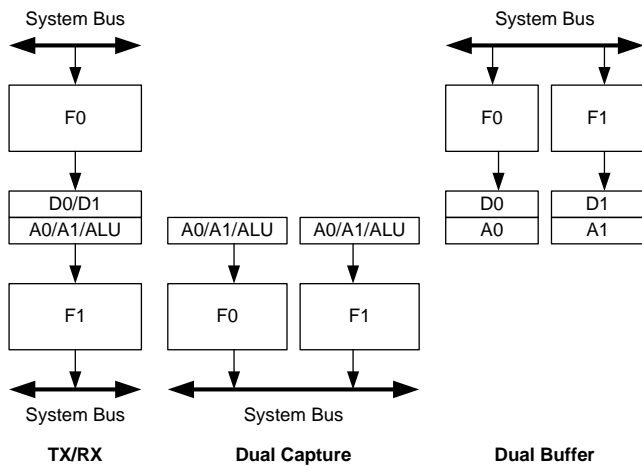 System Bus
F0
D0/D1
A0/A1/ALU
F1
System Bus
TX/RX
A0/A1/ALU
A0/A1/ALU
F0
F1
System Bus
Dual Capture
System Bus
F0
F1
D0
D1
A0
A1
Dual Buffer